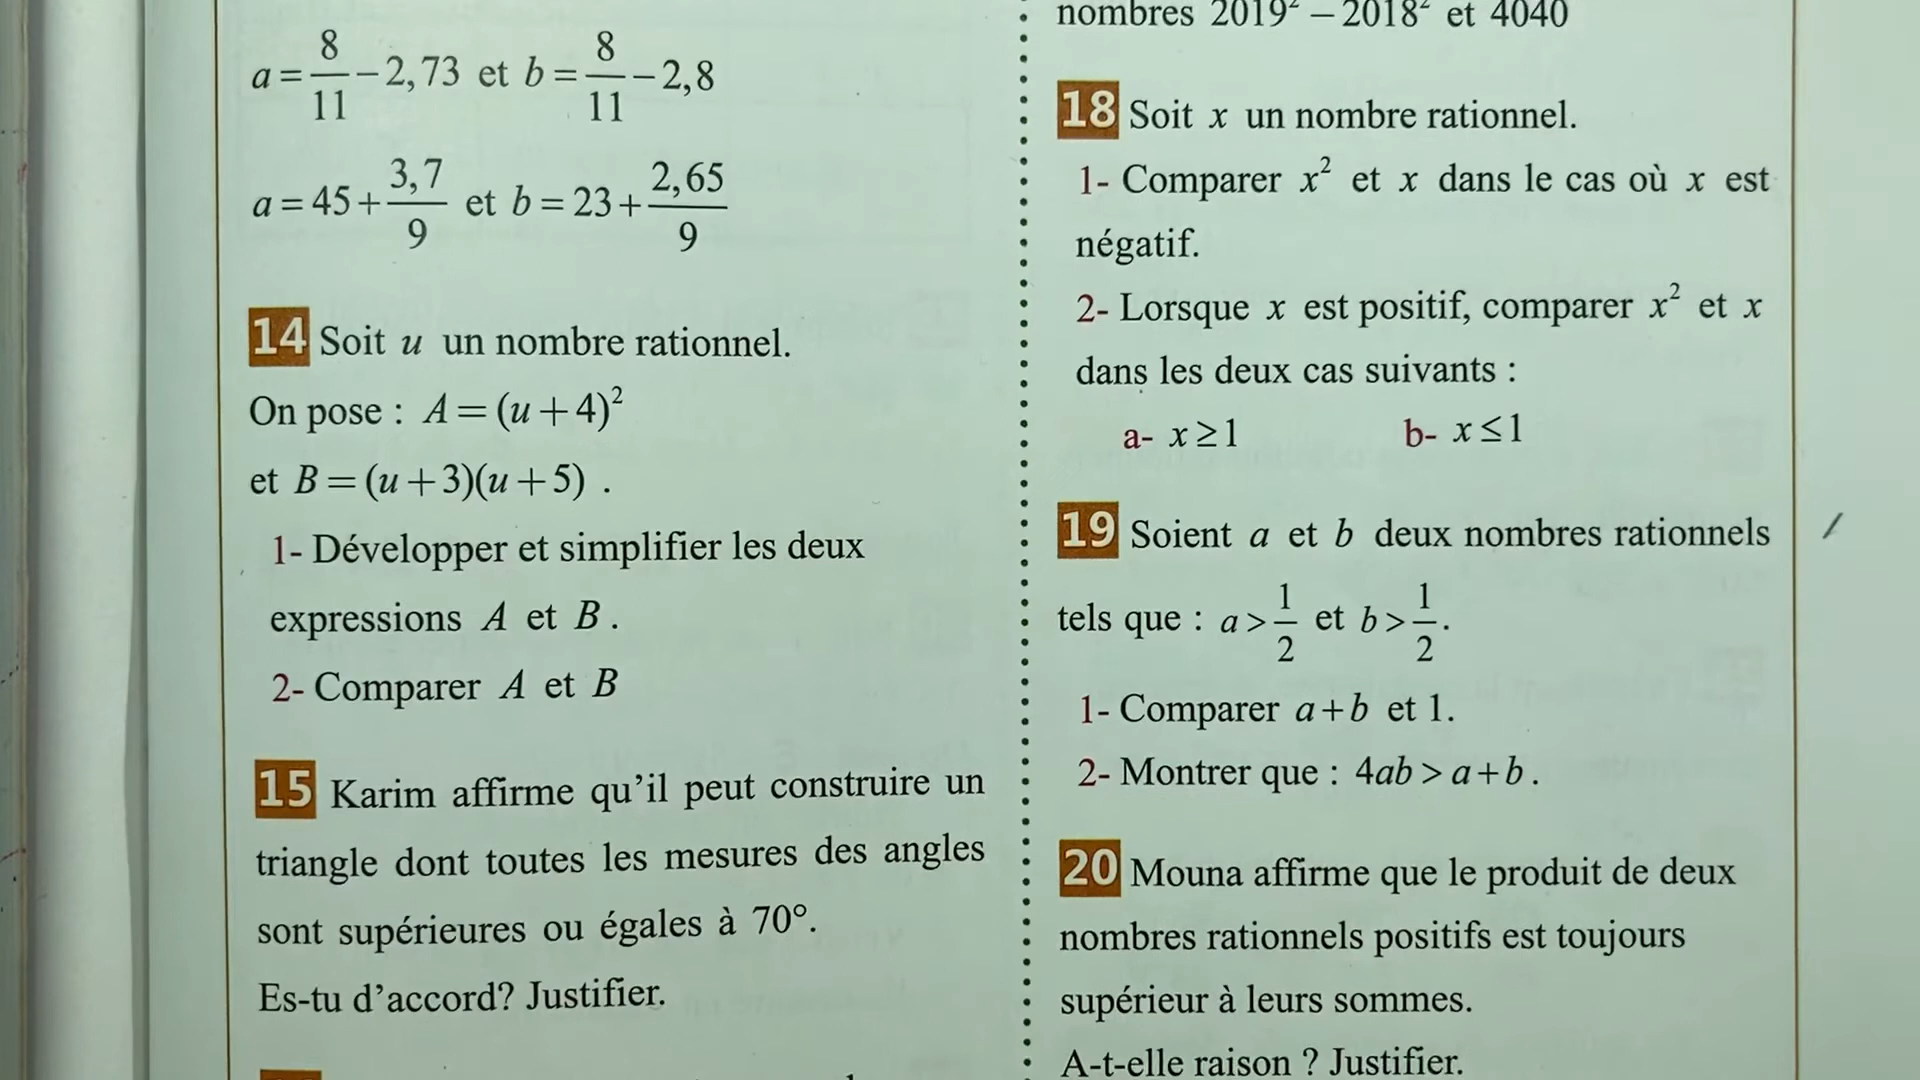 a = 8/11 − 2,73 et b = 8/11 − 2,8
a = 45 + 3,7/9 et b = 23 + 2,65/9
14 Soit u un nombre rationnel.
On pose : A = (u + 4)²
et B = (u + 3)(u + 5) .
1- Développer et simplifier les deux
expressions A et B .
2- Comparer A et B
15 Karim affirme qu’il peut construire un
triangle dont toutes les mesures des angles
sont supérieures ou égales à 70°.
Es-tu d’accord? Justifier.
nombres 2019² − 2018² et 4040
18 Soit x un nombre rationnel.
1- Comparer x² et x dans le cas où x est
négatif.
2- Lorsque x est positif, comparer x² et x
dans les deux cas suivants :
a- x ≥ 1 b- x ≤ 1
19 Soient a et b deux nombres rationnels
tels que : a > 1/2 et b > 1/2.
1- Comparer a + b et 1.
2- Montrer que : 4ab > a + b .
20 Mouna affirme que le produit de deux
nombres rationnels positifs est toujours
supérieur à leurs sommes.
A-t-elle raison ? Justifier.